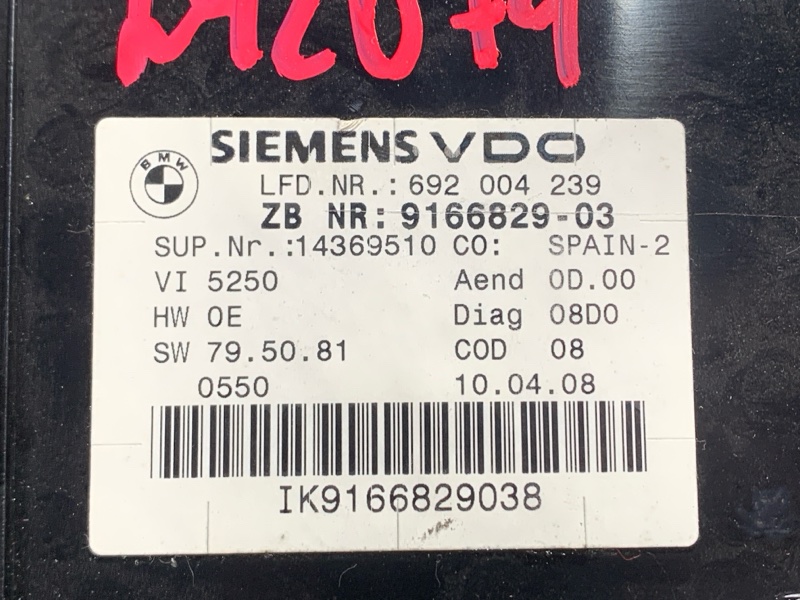 SIEMENS VDO
BMW
LFD.NR.:692 004 239
ZB NR:9166829-03
SUP.Nr.:14369510 CO: SPAIN-2
VI 5250 Aend 0D.00
HW 0E Diag 08D0
SW 79.50.81 COD 08
0550 10.04.08
IK9166829038